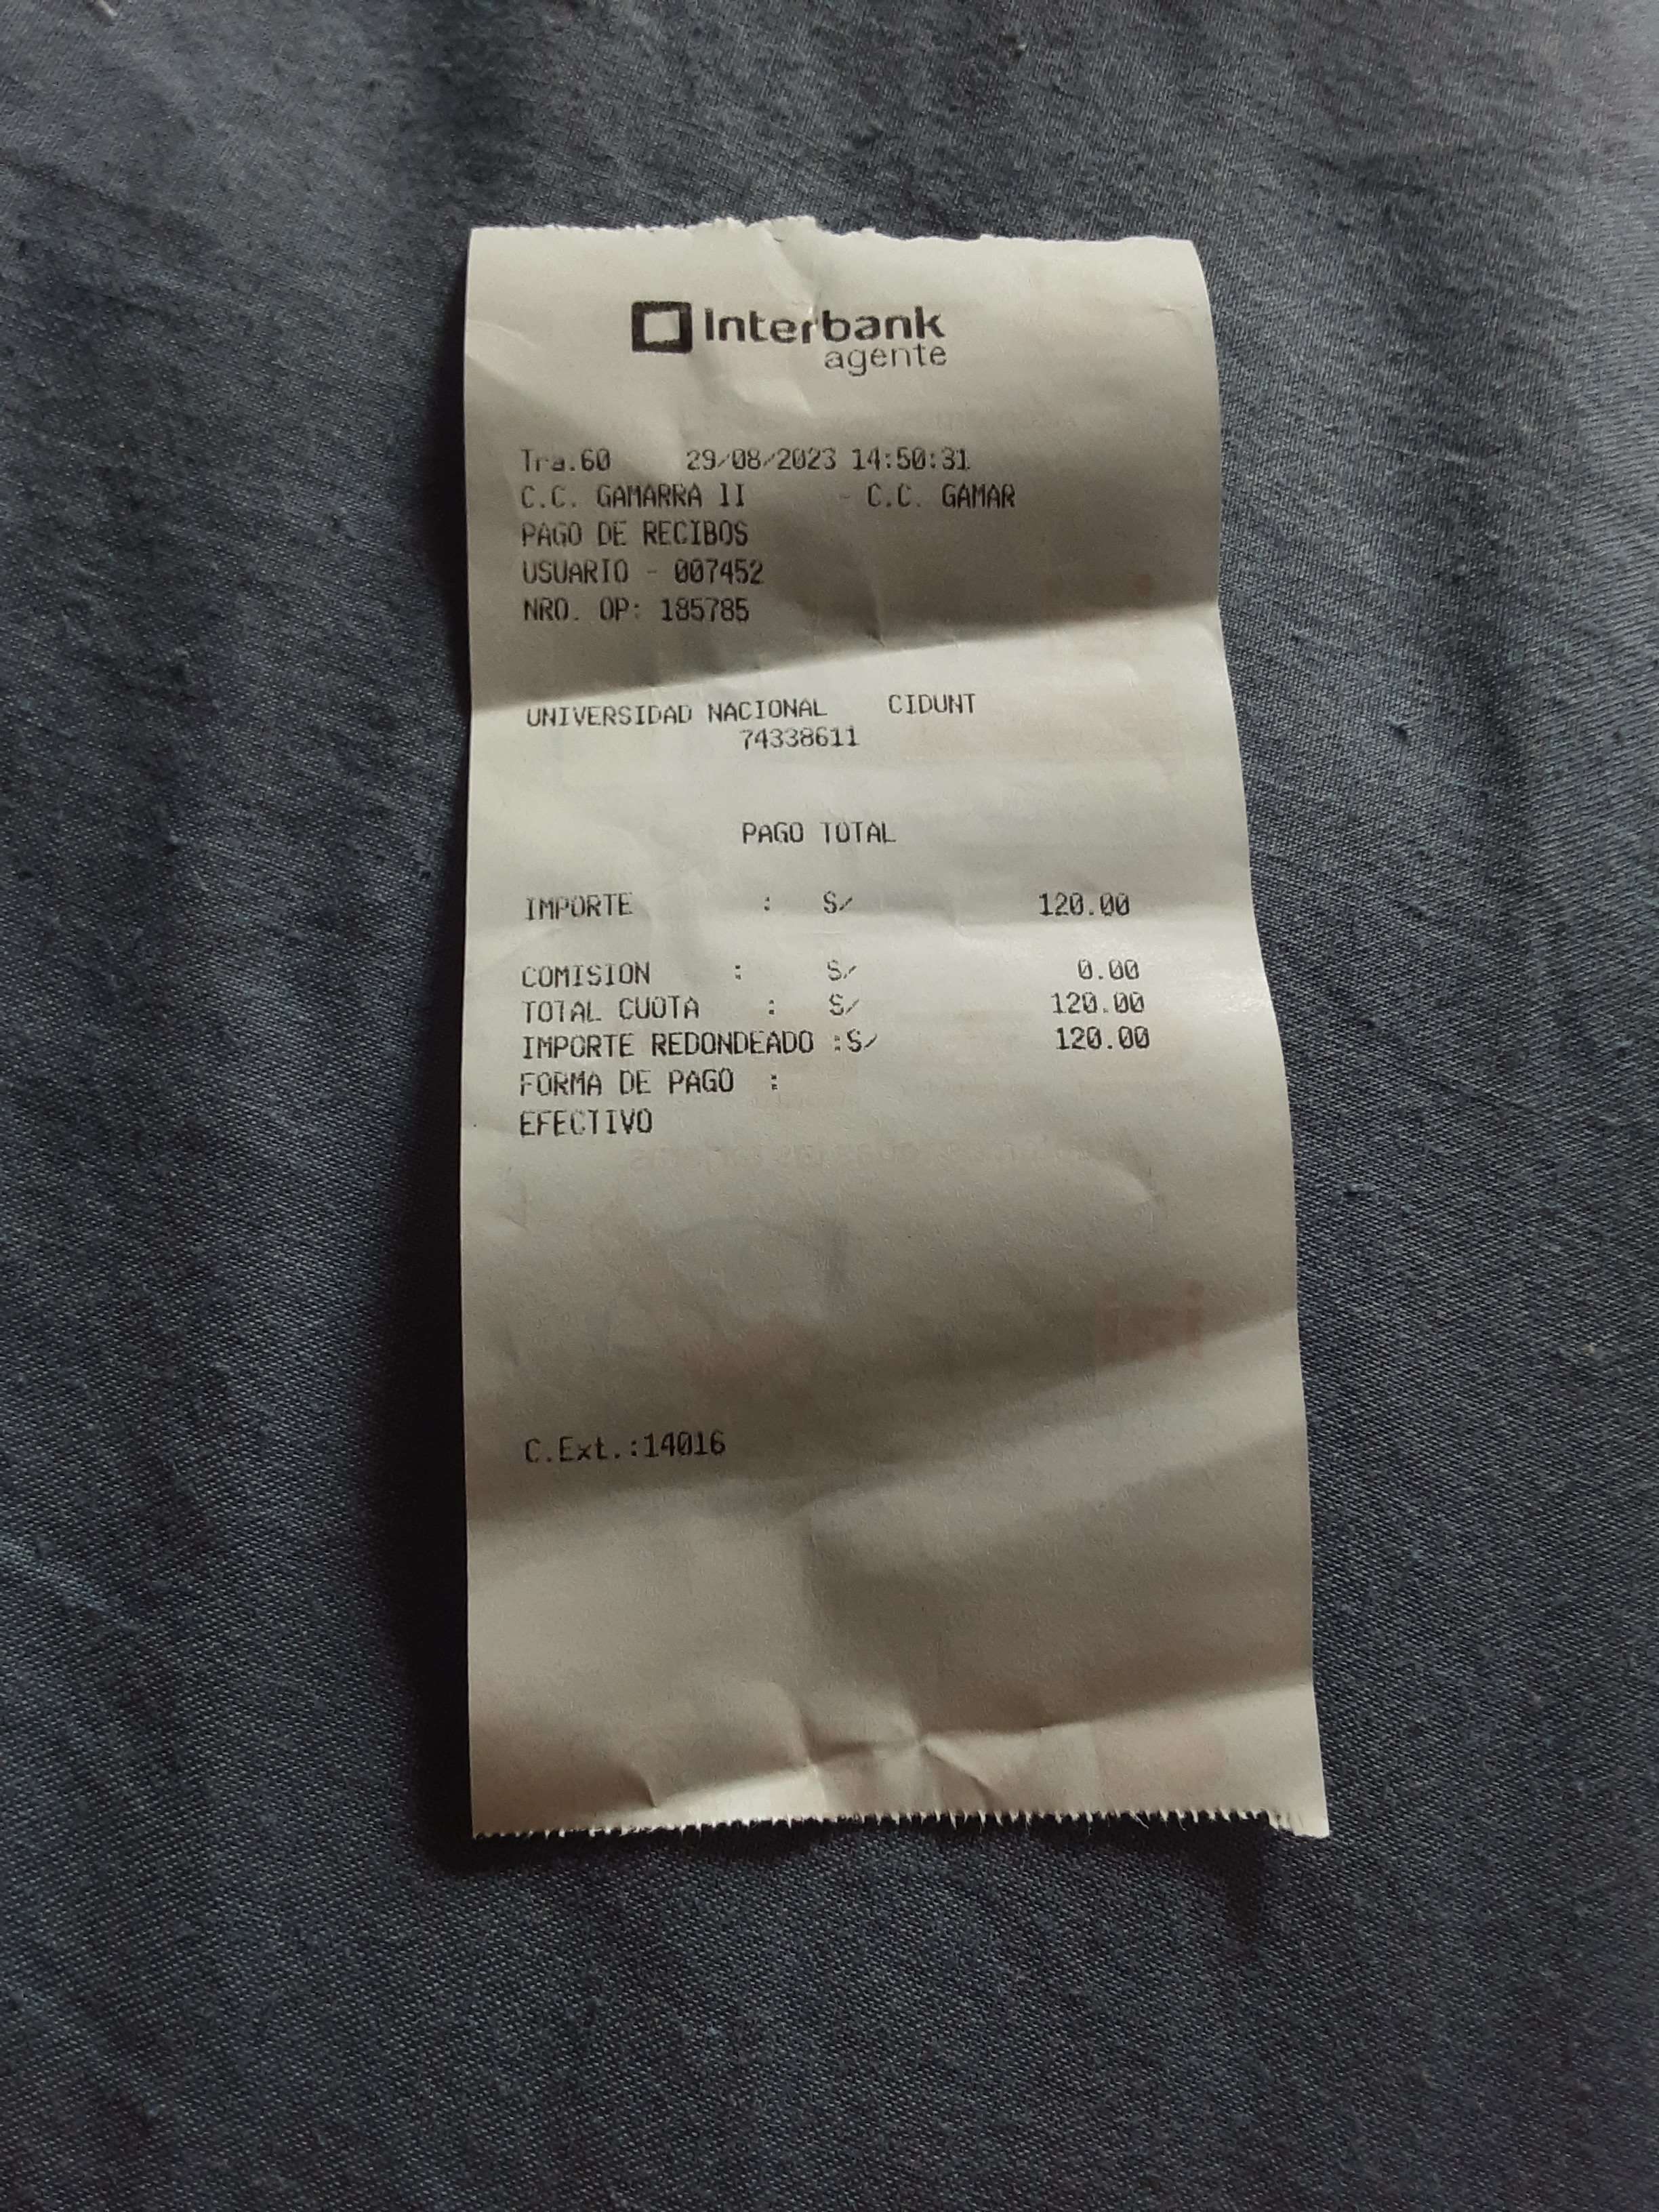 Interbank
agente
Tra.60 29/08/2023 14:50:31
C.C. GAMARRA II - C.C. GAMAR
PAGO DE RECIBOS
USUARIO - 007452
NRO. OP: 185785
UNIVERSIDAD NACIONAL CIDUNT
74338611
PAGO TOTAL
IMPORTE : S/ 120.00
COMISION : S/ 0.00
TOTAL CUOTA : S/ 120.00
IMPORTE REDONDEADO :S/ 120.00
FORMA DE PAGO :
EFECTIVO
C.Ext.:14016